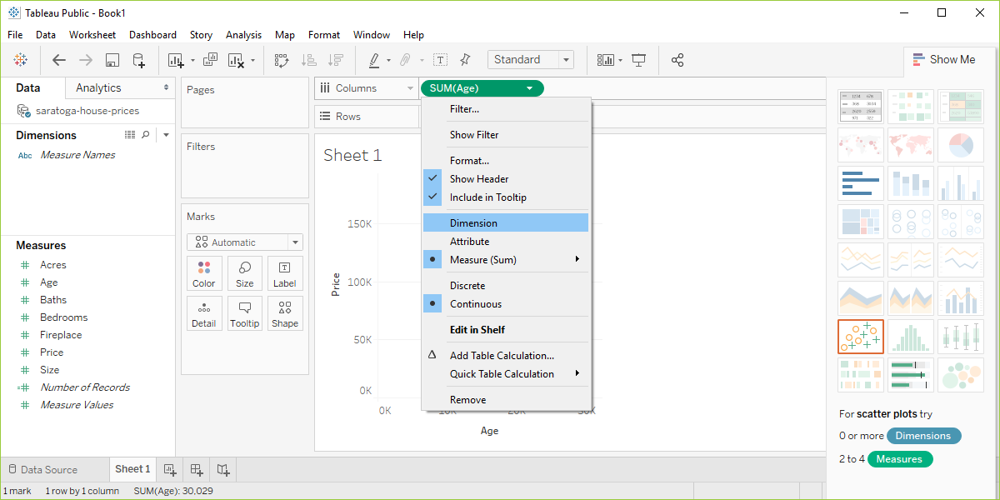 Tableau Public - Book1
File Data Worksheet Dashboard Story Analysis Map Format Window Help
Standard
Show Me
Data
Analytics
saratoga-house-prices
Dimensions
Abc Measure Names
Measures
# Acres
# Age
# Baths
# Bedrooms
# Fireplace
# Price
# Size
=# Number of Records
# Measure Values
Pages
Filters
Marks
Automatic
Color Size Label
Detail Tooltip Shape
Columns
SUM(Age)
Rows
Sheet 1
Filter...
Show Filter
Format...
Show Header
Include in Tooltip
Dimension
Attribute
Measure (Sum)
Discrete
Continuous
Edit in Shelf
Add Table Calculation...
Quick Table Calculation
Remove
150K
100K
50K
0K
Price
0K 10K 20K 30K
Age
For scatter plots try
0 or more Dimensions
2 to 4 Measures
Data Source
Sheet 1
1 mark 1 row by 1 column SUM(Age): 30,029